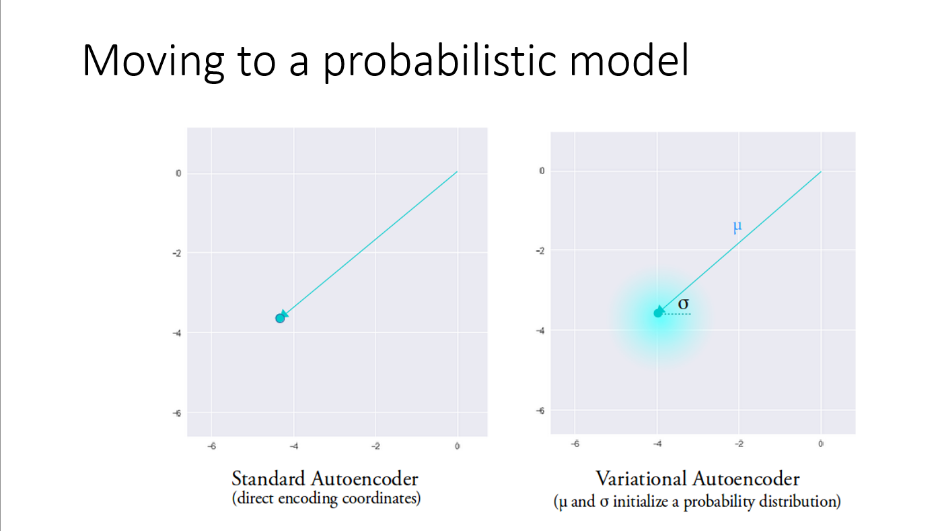 Moving to a probabilistic model
0
-2
-4
-6
-6 -4 -2 0
Standard Autoencoder
(direct encoding coordinates)
0
-2
-4
-6
μ
σ
-6 -4 -2 0
Variational Autoencoder
(μ and σ initialize a probability distribution)